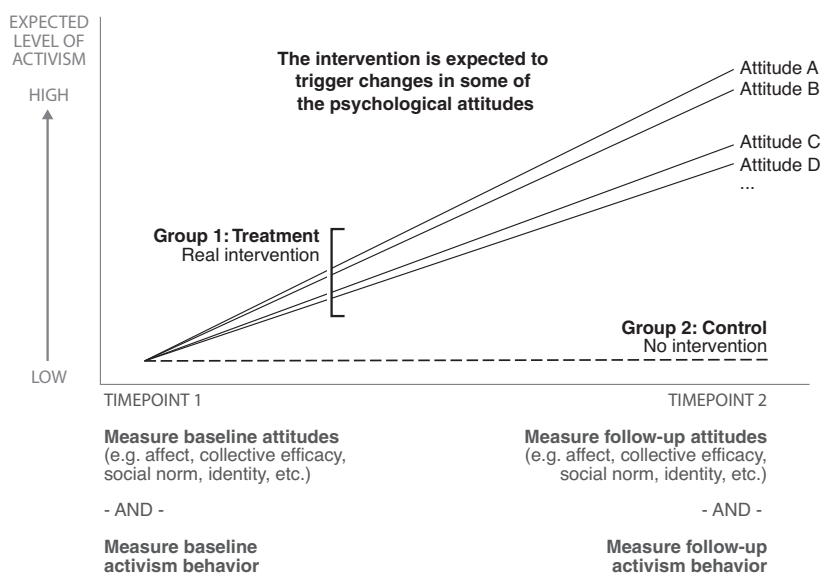 EXPECTED
LEVEL OF
ACTIVISM
HIGH
The intervention is expected to
trigger changes in some of
the psychological attitudes
Attitude A
Attitude B
Attitude C
Attitude D
...
Group 1: Treatment
Real intervention
Group 2: Control
No intervention
LOW
TIMEPOINT 1
TIMEPOINT 2
Measure baseline attitudes
(e.g. affect, collective efficacy,
social norm, identity, etc.)
- AND -
Measure baseline
activism behavior
Measure follow-up attitudes
(e.g. affect, collective efficacy,
social norm, identity, etc.)
- AND -
Measure follow-up
activism behavior